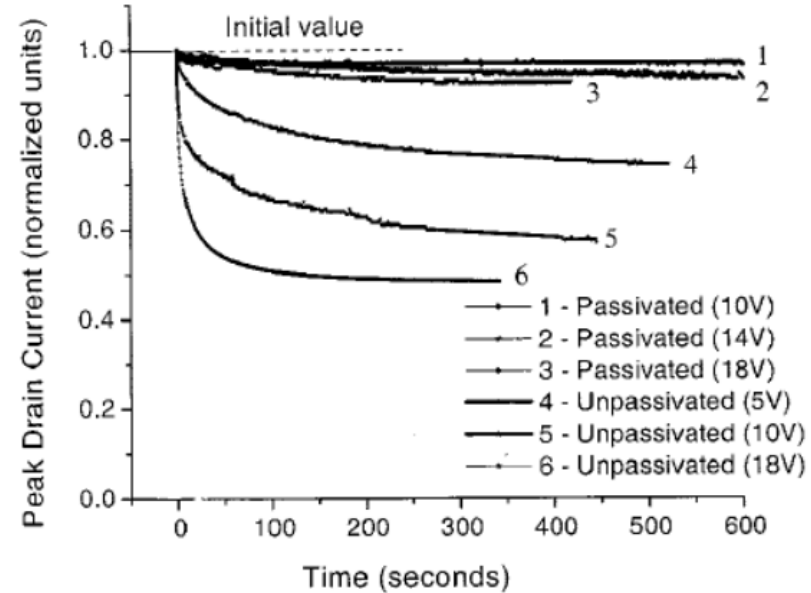 Initial value
Peak Drain Current (normalized units)
1.0
0.8
0.6
0.4
0.2
0.0
1
2
3
4
5
6
1 - Passivated (10V)
2 - Passivated (14V)
3 - Passivated (18V)
4 - Unpassivated (5V)
5 - Unpassivated (10V)
6 - Unpassivated (18V)
0 100 200 300 400 500 600
Time (seconds)